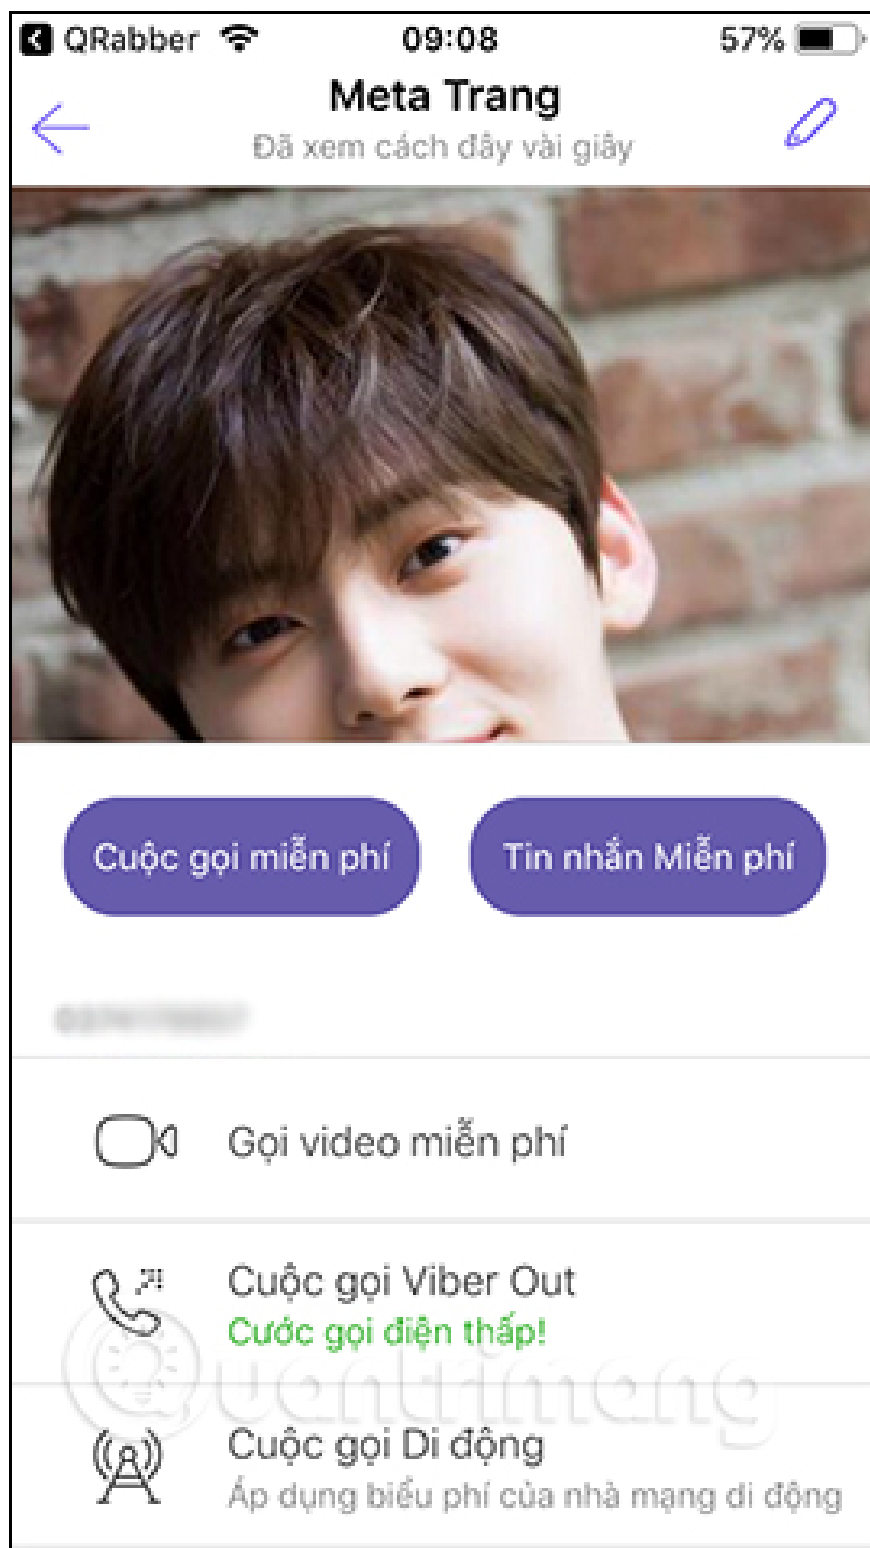 QRabber 09:08 57%
Meta Trang
Đã xem cách đây vài giây
Cuộc gọi miễn phí Tin nhắn Miễn phí
Gọi video miễn phí
Cuộc gọi Viber Out
Cước gọi điện thấp!
Quantrimang
Cuộc gọi Di động
Áp dụng biểu phí của nhà mạng di động